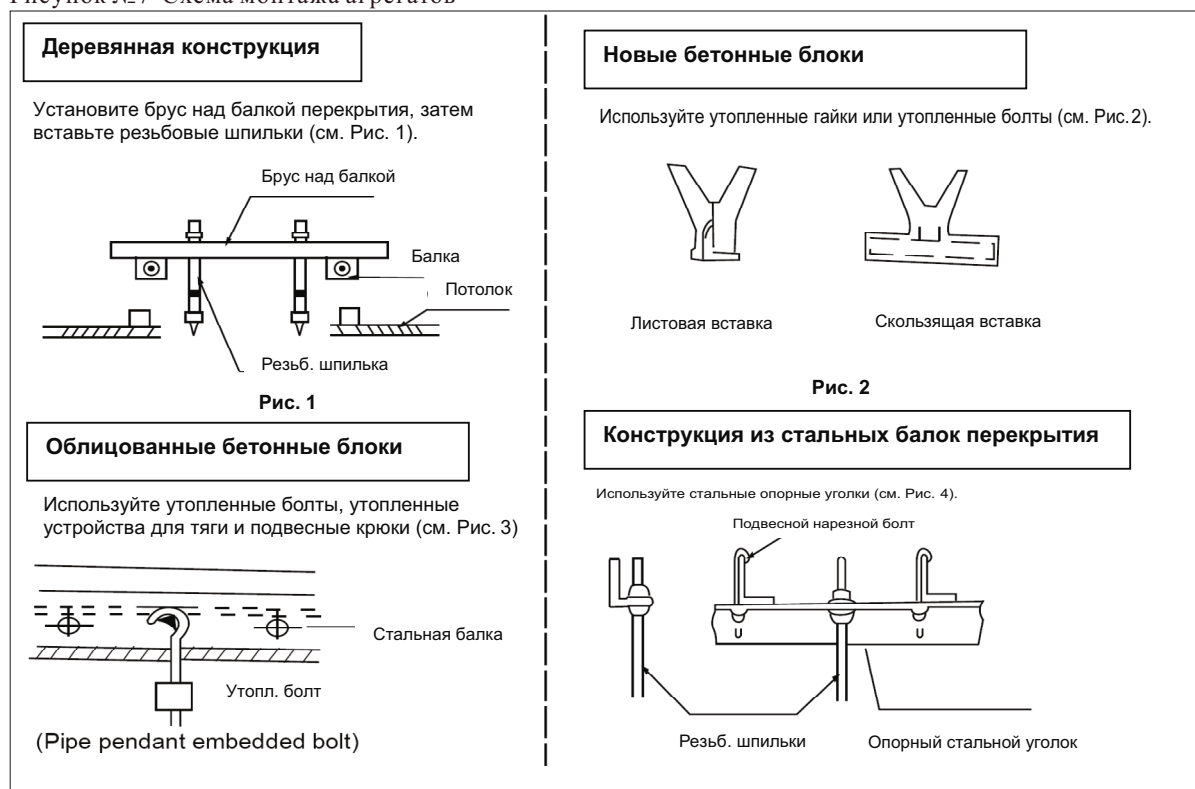 Рисунок № 7 Схема монтажа агрегатов
Деревянная конструкция
Установите брус над балкой перекрытия, затем
вставьте резьбовые шпильки (см. Рис. 1).
Брус над балкой
Балка
Потолок
Резьб. шпилька
Рис. 1
Облицованные бетонные блоки
Используйте утопленные болты, утопленные
устройства для тяги и подвесные крюки (см. Рис. 3)
Стальная балка
Утопл. болт
(Pipe pendant embedded bolt)
Новые бетонные блоки
Используйте утопленные гайки или утопленные болты (см. Рис. 2).
Листовая вставка
Скользящая вставка
Рис. 2
Конструкция из стальных балок перекрытия
Используйте стальные опорные уголки (см. Рис. 4).
Подвесной нарезной болт
Резьб. шпильки
Опорный стальной уголок